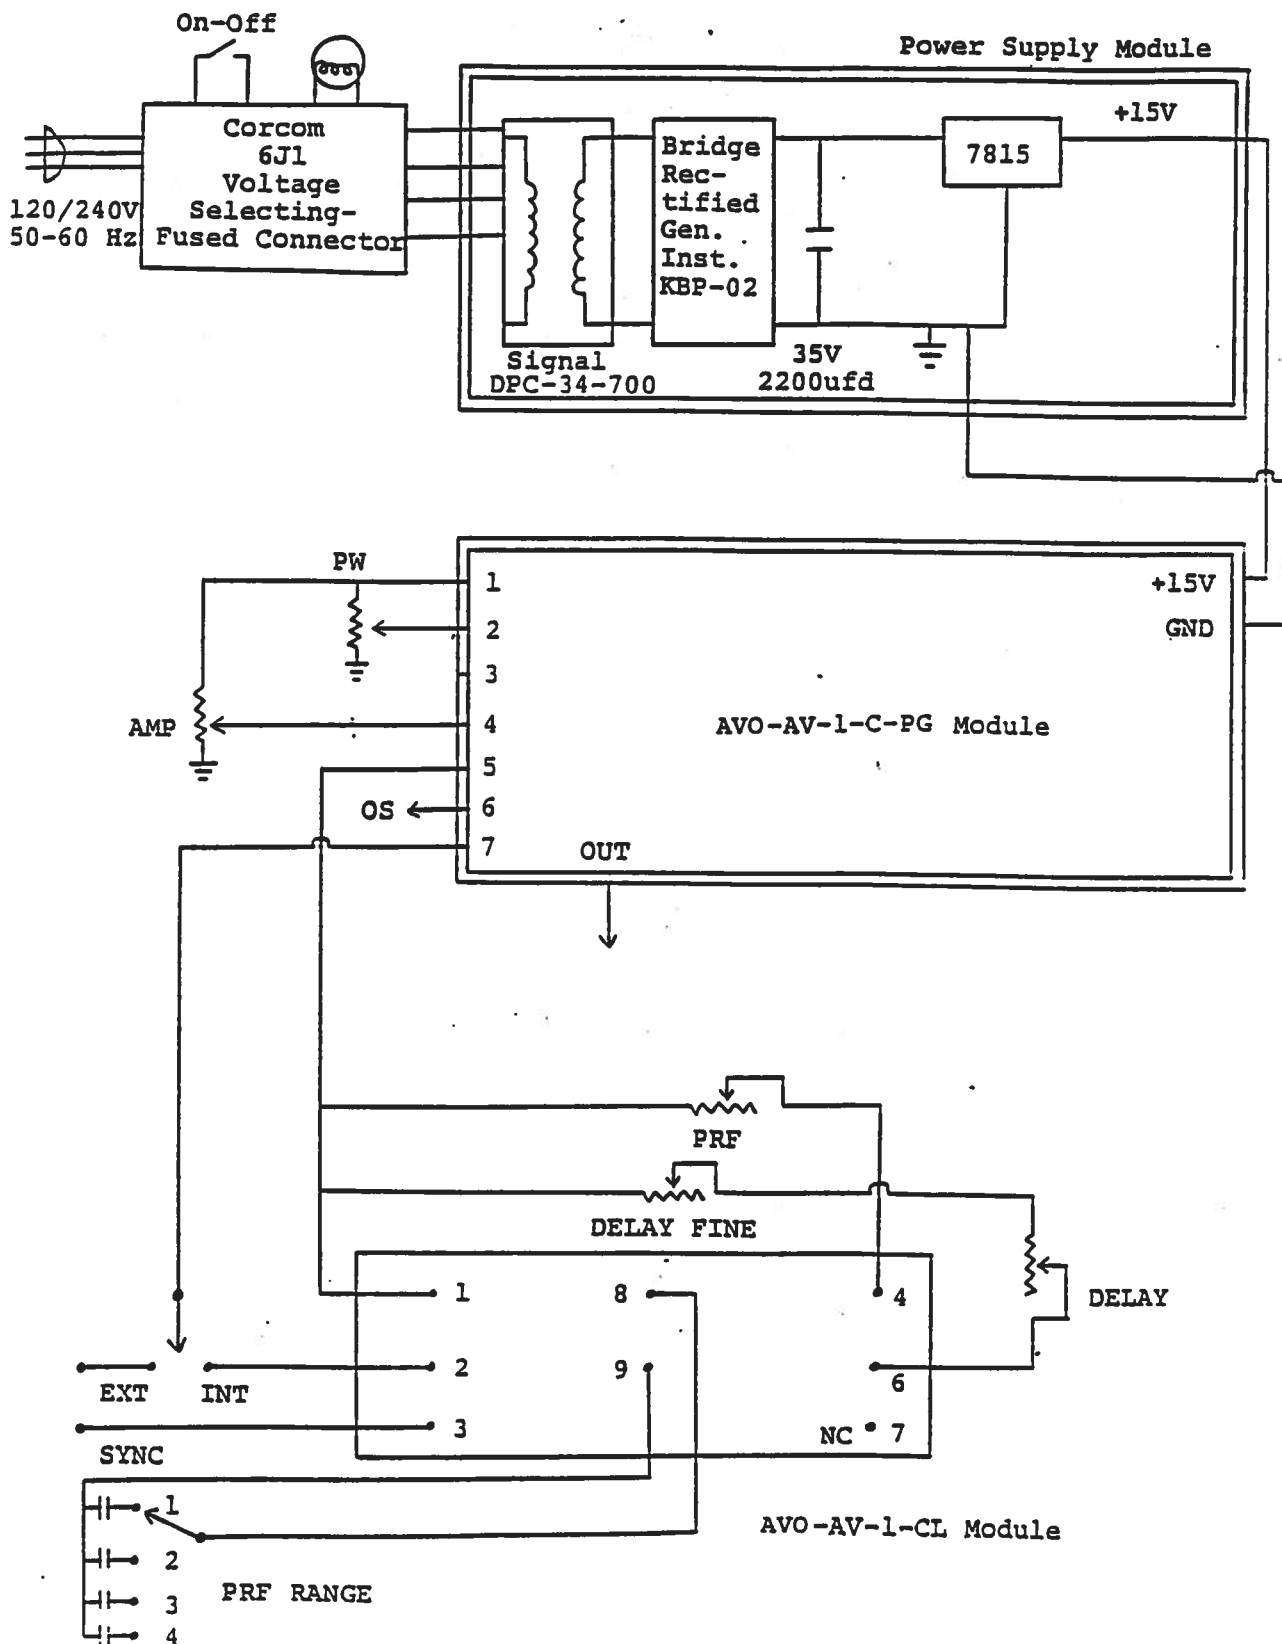 On-Off
Power Supply Module
Corcom
6J1
Voltage
Selecting-
Fused Connector
120/240V
50-60 Hz
Bridge
Rec-
tified
Gen.
Inst.
KBP-02
7815
+15V
Signal
DPC-34-700
35V
2200ufd
PW
AMP
OS
1
2
3
4
5
6
7
OUT
+15V
GND
AVO-AV-1-C-PG Module
PRF
DELAY FINE
DELAY
1
2
3
8
9
4
6
NC 7
EXT
INT
SYNC
1
2
3
4
PRF RANGE
AVO-AV-1-CL Module